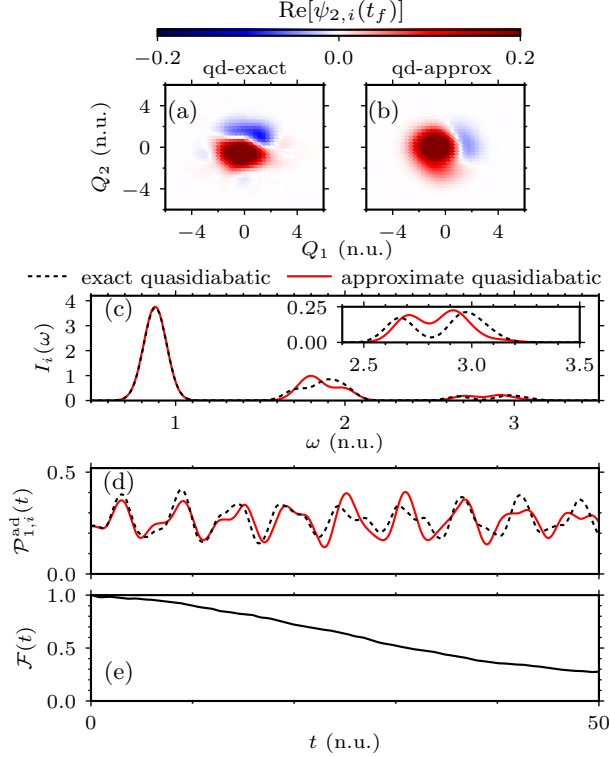 Re[ψ2,i(tf)]
−0.2 0.0 0.2
qd-exact qd-approx
(a) (b)
Q2 (n.u.)
4
0
−4
−4 0 4 −4 0 4
Q1 (n.u.)
exact quasidiabatic approximate quasidiabatic
(c)
Ii(ω)
4
3
2
1
0
0.25
0.00
2.5 3.0 3.5
1 2 3
ω (n.u.)
(d)
𝒫ad1,i(t)
0.5
0.0
(e)
ℱ(t)
1.0
0.5
0.0
0 50
t (n.u.)